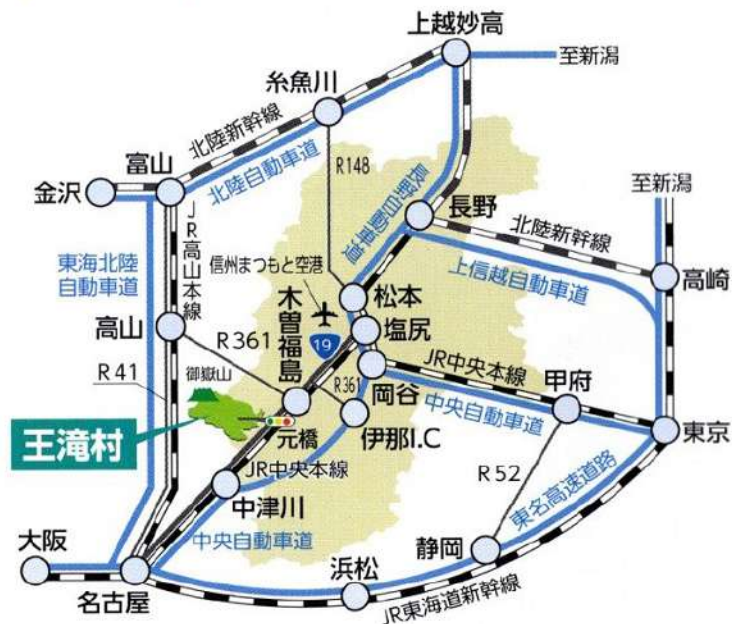 上越妙高
至新潟
糸魚川
北陸新幹線
北陸自動車道
R148
富山
金沢
長野自動車道
長野
至新潟
JR高山本線
北陸新幹線
上信越自動車道
高崎
東海北陸
自動車道
信州まつもと空港
松本
木曽福島
塩尻
19
高山
R361
R41
御嶽山
R361
岡谷
JR中央本線
中央自動車道
甲府
王滝村
元橋
伊那I.C
東京
JR中央本線
R52
中津川
東名高速道路
中央自動車道
静岡
大阪
名古屋
浜松
JR東海道新幹線